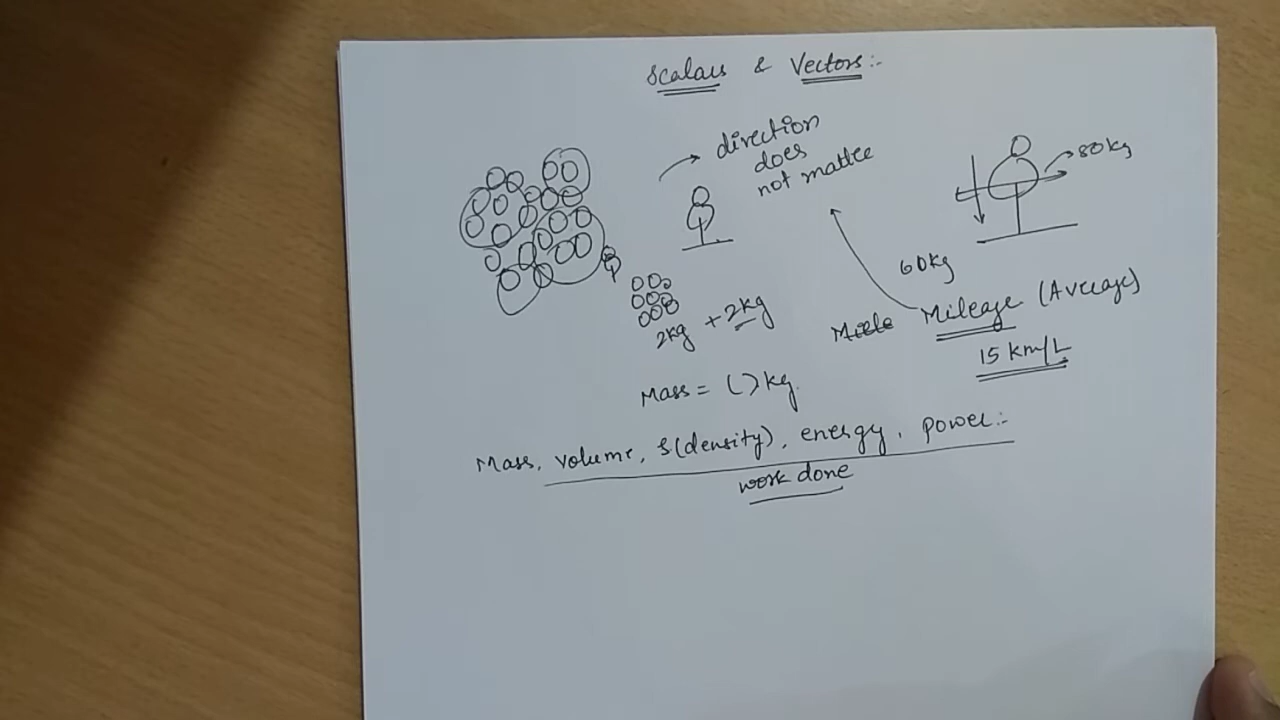 Scalars & Vectors:-
direction
does
not matter
80kg
60kg
Mile Mileage (Average)
15 km/L
2kg + 2kg
Mass = ( ) kg.
Mass, volume, S(density), energy, power:-
work done